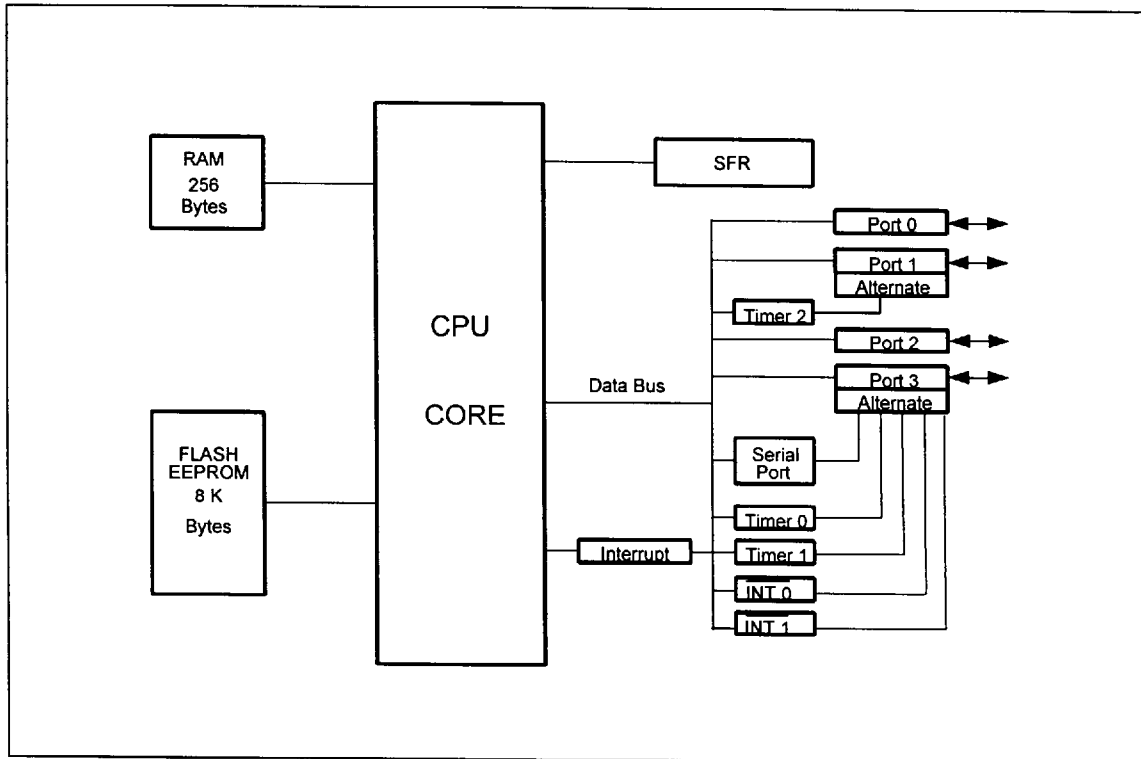 RAM
256
Bytes
SFR
Port 0
Port 1
Alternate
Timer 2
CPU
CORE
Port 2
Data Bus
Port 3
Alternate
FLASH
EEPROM
8 K
Bytes
Serial
Port
Timer 0
Interrupt
Timer 1
INT 0
INT 1